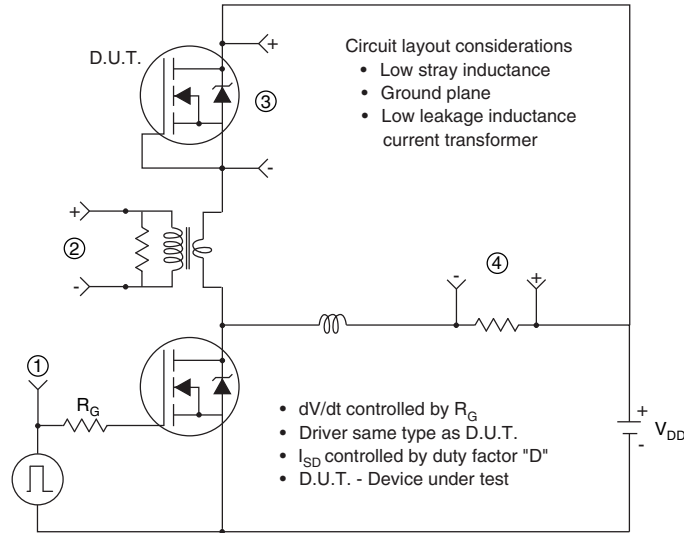 D.U.T.
+
③
-
Circuit layout considerations
• Low stray inductance
• Ground plane
• Low leakage inductance
current transformer
+
②
-
-
④
+
①
R_G
• dV/dt controlled by R_G
• Driver same type as D.U.T.
• I_SD controlled by duty factor "D"
• D.U.T. - Device under test
+
-
V_DD